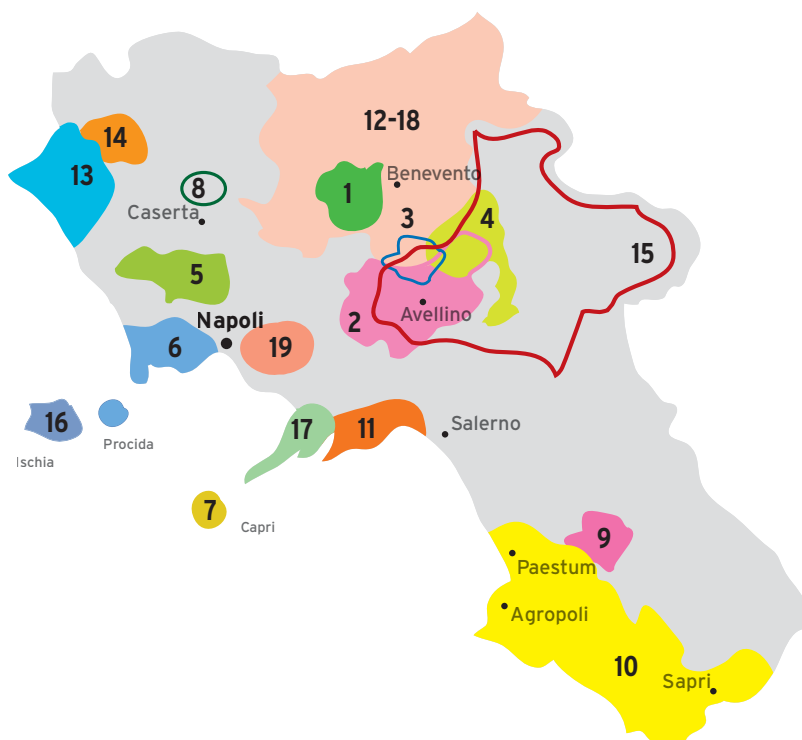 12-18
14
13
8
1
Benevento
3
4
Caserta
15
5
Napoli
6
19
2
Avellino
16
Ischia
Procida
17
11
Salerno
7
Capri
9
Paestum
Agropoli
10
Sapri